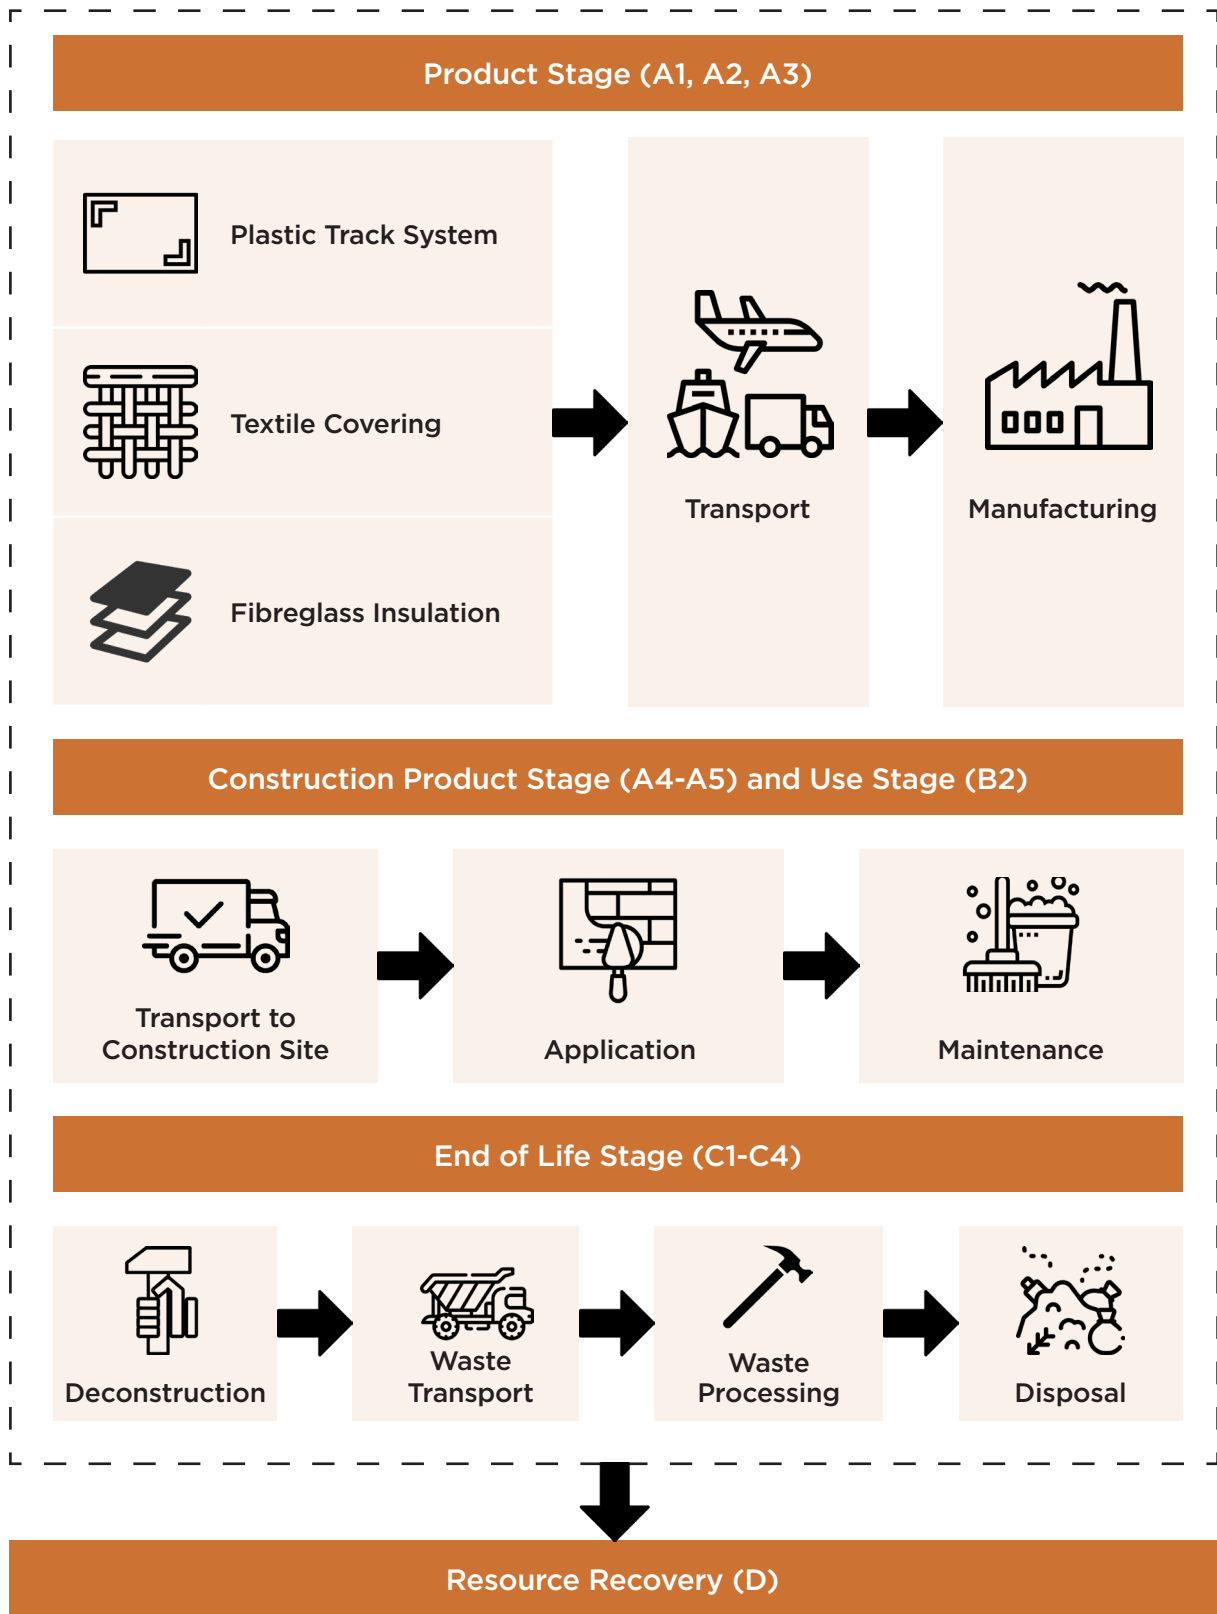 Product Stage (A1, A2, A3)
Plastic Track System
Textile Covering
Fibreglass Insulation
Transport
Manufacturing
Construction Product Stage (A4-A5) and Use Stage (B2)
Transport to
Construction Site
Application
Maintenance
End of Life Stage (C1-C4)
Deconstruction
Waste
Transport
Waste
Processing
Disposal
Resource Recovery (D)